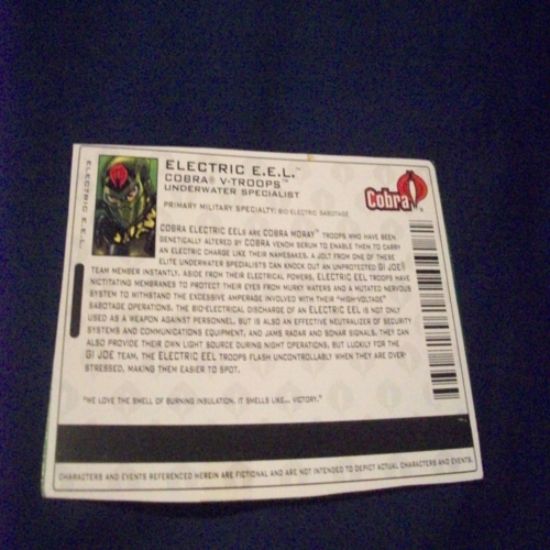 ELECTRIC E.E.L.
ELECTRIC E.E.L.™
COBRA® V-TROOPS™
UNDERWATER SPECIALIST
PRIMARY MILITARY SPECIALTY: BIO-ELECTRIC SABOTAGE
Cobra
COBRA ELECTRIC EELS ARE COBRA MORAY™ TROOPS WHO HAVE BEEN
GENETICALLY ALTERED BY COBRA VENOM SERUM TO ENABLE THEM TO CARRY
AN ELECTRIC CHARGE LIKE THEIR NAMESAKES. A JOLT FROM ONE OF THESE
ELITE UNDERWATER SPECIALISTS CAN KNOCK OUT AN UNPROTECTED GI JOE®
TEAM MEMBER INSTANTLY. ASIDE FROM THEIR ELECTRICAL POWERS, ELECTRIC EEL TROOPS HAVE
NICTITATING MEMBRANES TO PROTECT THEIR EYES FROM MURKY WATERS AND A MUTATED NERVOUS
SYSTEM TO WITHSTAND THE EXCESSIVE AMPERAGE INVOLVED WITH THEIR "HIGH-VOLTAGE"
SABOTAGE OPERATIONS. THE BIO-ELECTRICAL DISCHARGE OF AN ELECTRIC EEL IS NOT ONLY
USED AS A WEAPON AGAINST PERSONNEL, BUT IS ALSO AN EFFECTIVE NEUTRALIZER OF SECURITY
SYSTEMS AND COMMUNICATIONS EQUIPMENT, AND JAMS RADAR AND SONAR SIGNALS. THEY CAN
ALSO PROVIDE THEIR OWN LIGHT SOURCE DURING NIGHT OPERATIONS, BUT LUCKILY FOR THE
GI JOE TEAM, THE ELECTRIC EEL TROOPS FLASH UNCONTROLLABLY WHEN THEY ARE OVER-
STRESSED, MAKING THEM EASIER TO SPOT.
"WE LOVE THE SMELL OF BURNING INSULATION. IT SMELLS LIKE... VICTORY."
CHARACTERS AND EVENTS REFERENCED HEREIN ARE FICTIONAL AND ARE NOT INTENDED TO DEPICT ACTUAL CHARACTERS AND EVENTS.